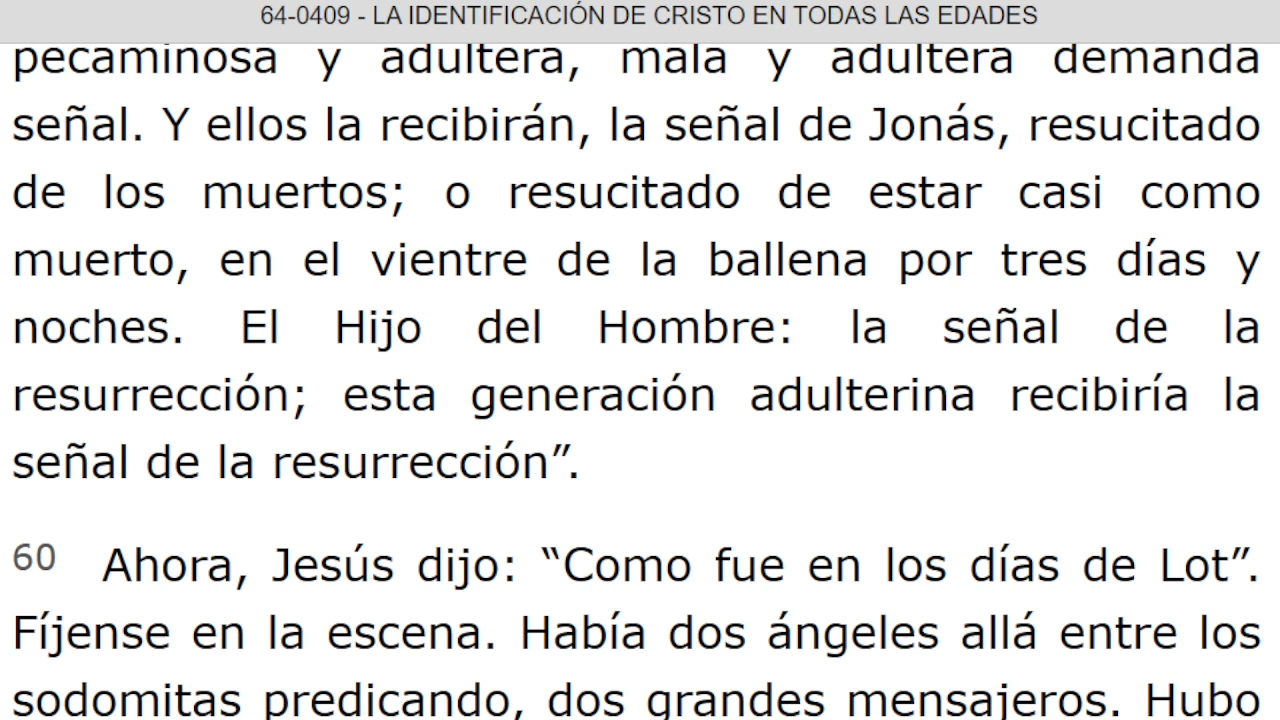 64-0409 - LA IDENTIFICACIÓN DE CRISTO EN TODAS LAS EDADES
pecaminosa y adultera, mala y adultera demanda
señal. Y ellos la recibirán, la señal de Jonás, resucitado
de los muertos; o resucitado de estar casi como
muerto, en el vientre de la ballena por tres días y
noches. El Hijo del Hombre: la señal de la
resurrección; esta generación adulterina recibiría la
señal de la resurrección”.
60 Ahora, Jesús dijo: “Como fue en los días de Lot”.
Fíjense en la escena. Había dos ángeles allá entre los
sodomitas predicando, dos grandes mensajeros. Hubo